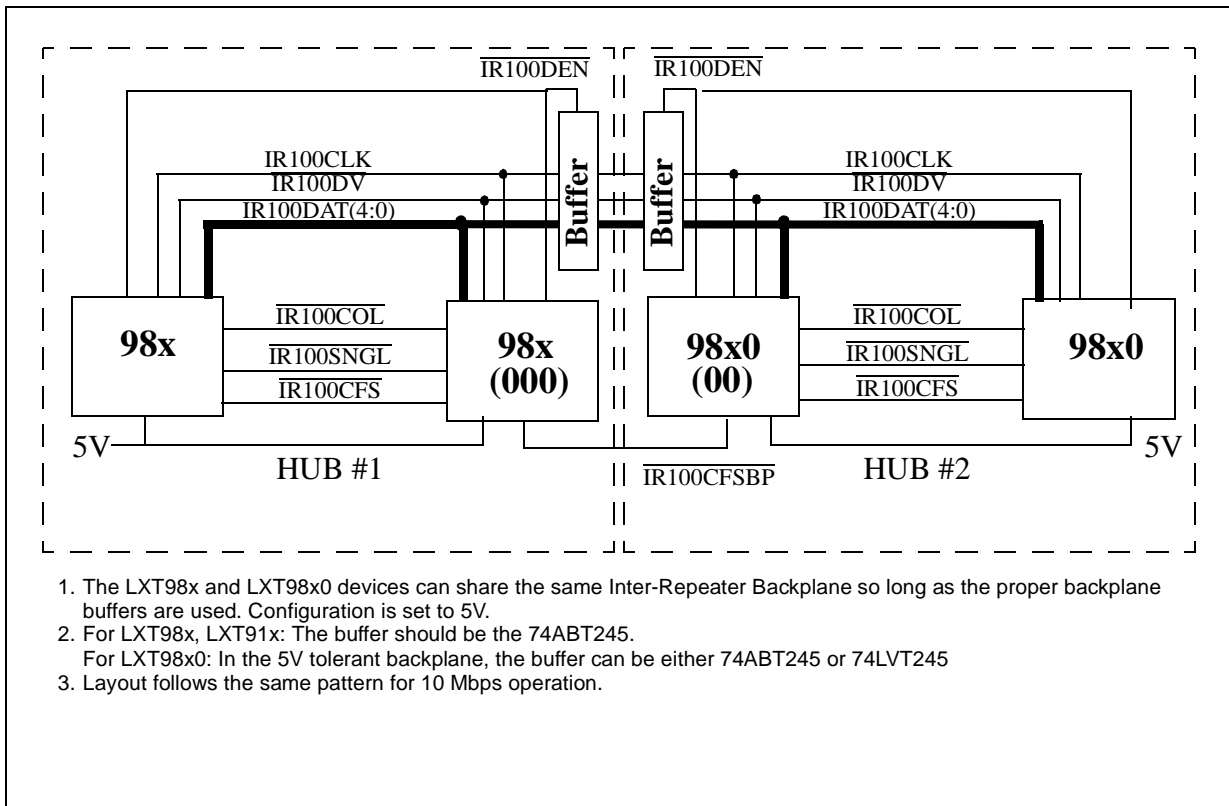 IR100DEN IR100DEN
IR100CLK IR100CLK
IR100DV IR100DV
IR100DAT(4:0) IR100DAT(4:0)
Buffer Buffer
98x IR100COL 98x (000) 98x0 (00) IR100COL 98x0
IR100SNGL IR100SNGL
IR100CFS IR100CFS
5V 5V
HUB #1 IR100CFSBP HUB #2
1. The LXT98x and LXT98x0 devices can share the same Inter-Repeater Backplane so long as the proper backplane
buffers are used. Configuration is set to 5V.
2. For LXT98x, LXT91x: The buffer should be the 74ABT245.
For LXT98x0: In the 5V tolerant backplane, the buffer can be either 74ABT245 or 74LVT245
3. Layout follows the same pattern for 10 Mbps operation.